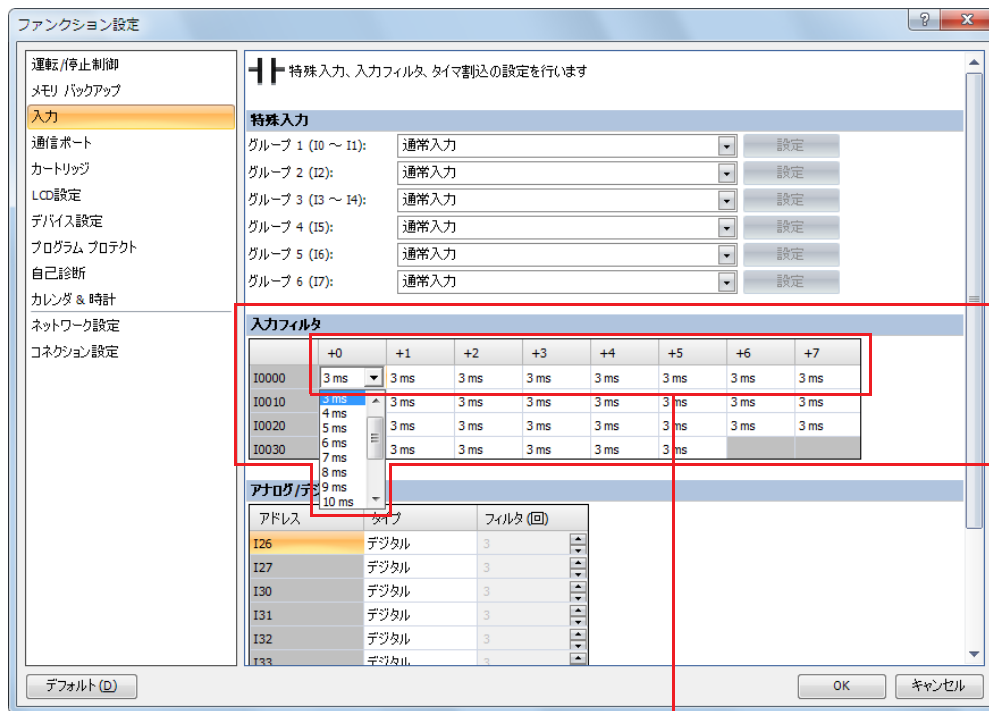 ファンクション設定
運転/停止制御
メモリ バックアップ
入力
通信ポート
カートリッジ
LCD設定
デバイス設定
プログラム プロテクト
自己診断
カレンダ & 時計
ネットワーク設定
コネクション設定
特殊入力、入力フィルタ、タイマ割込の設定を行います
特殊入力
グループ 1 (I0 ～ I1): 通常入力 設定
グループ 2 (I2): 通常入力 設定
グループ 3 (I3 ～ I4): 通常入力 設定
グループ 4 (I5): 通常入力 設定
グループ 5 (I6): 通常入力 設定
グループ 6 (I7): 通常入力 設定
入力フィルタ
+0 +1 +2 +3 +4 +5 +6 +7
I0000 3 ms 3 ms 3 ms 3 ms 3 ms 3 ms 3 ms 3 ms
I0010 3 ms 3 ms 3 ms 3 ms 3 ms 3 ms 3 ms
I0020 3 ms 3 ms 3 ms 3 ms 3 ms 3 ms 3 ms
I0030 3 ms 3 ms 3 ms 3 ms 3 ms
3 ms
4 ms
5 ms
6 ms
7 ms
8 ms
9 ms
10 ms
アナログ/デジ
アドレス タイプ フィルタ (回)
I26 デジタル 3
I27 デジタル 3
I30 デジタル 3
I31 デジタル 3
I32 デジタル 3
I33 デジタル 3
デフォルト(D) OK キャンセル